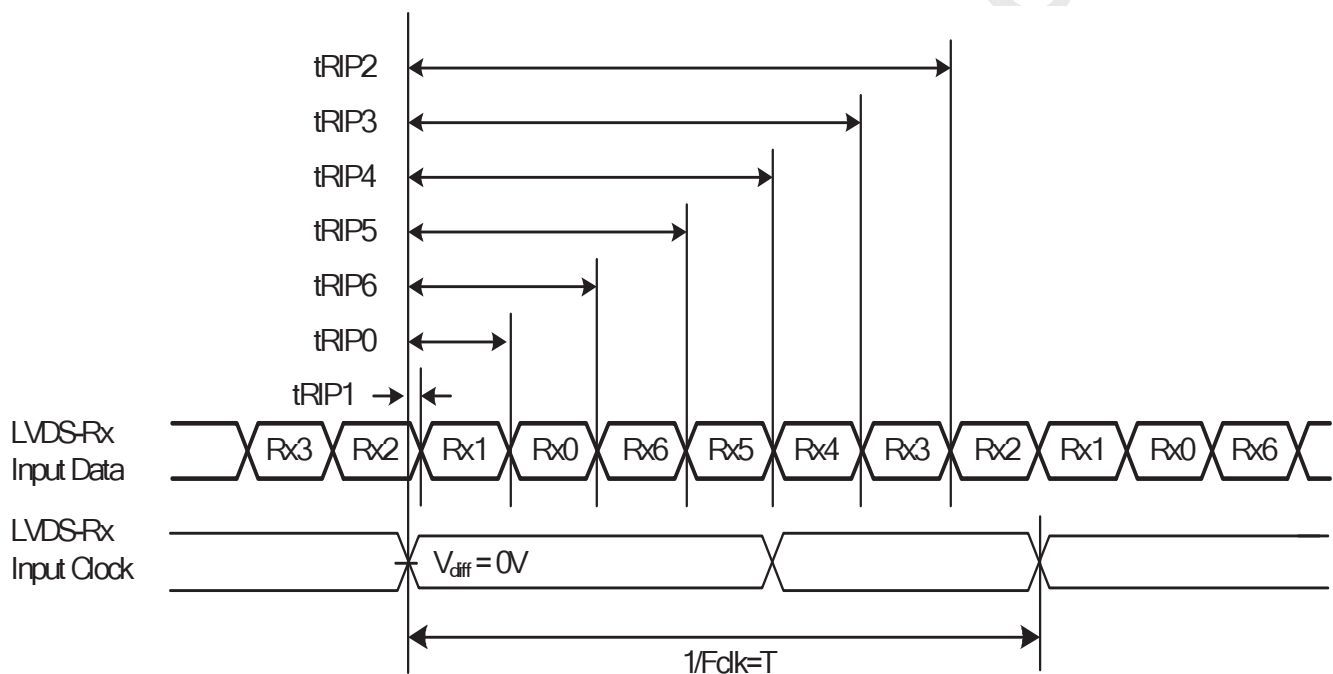 tRIP2
tRIP3
tRIP4
tRIP5
tRIP6
tRIP0
tRIP1
LVDS-Rx
Input Data
Rx3 Rx2 Rx1 Rx0 Rx6 Rx5 Rx4 Rx3 Rx2 Rx1 Rx0 Rx6
LVDS-Rx
Input Clock
Vdiff = 0V
1/Fclk=T